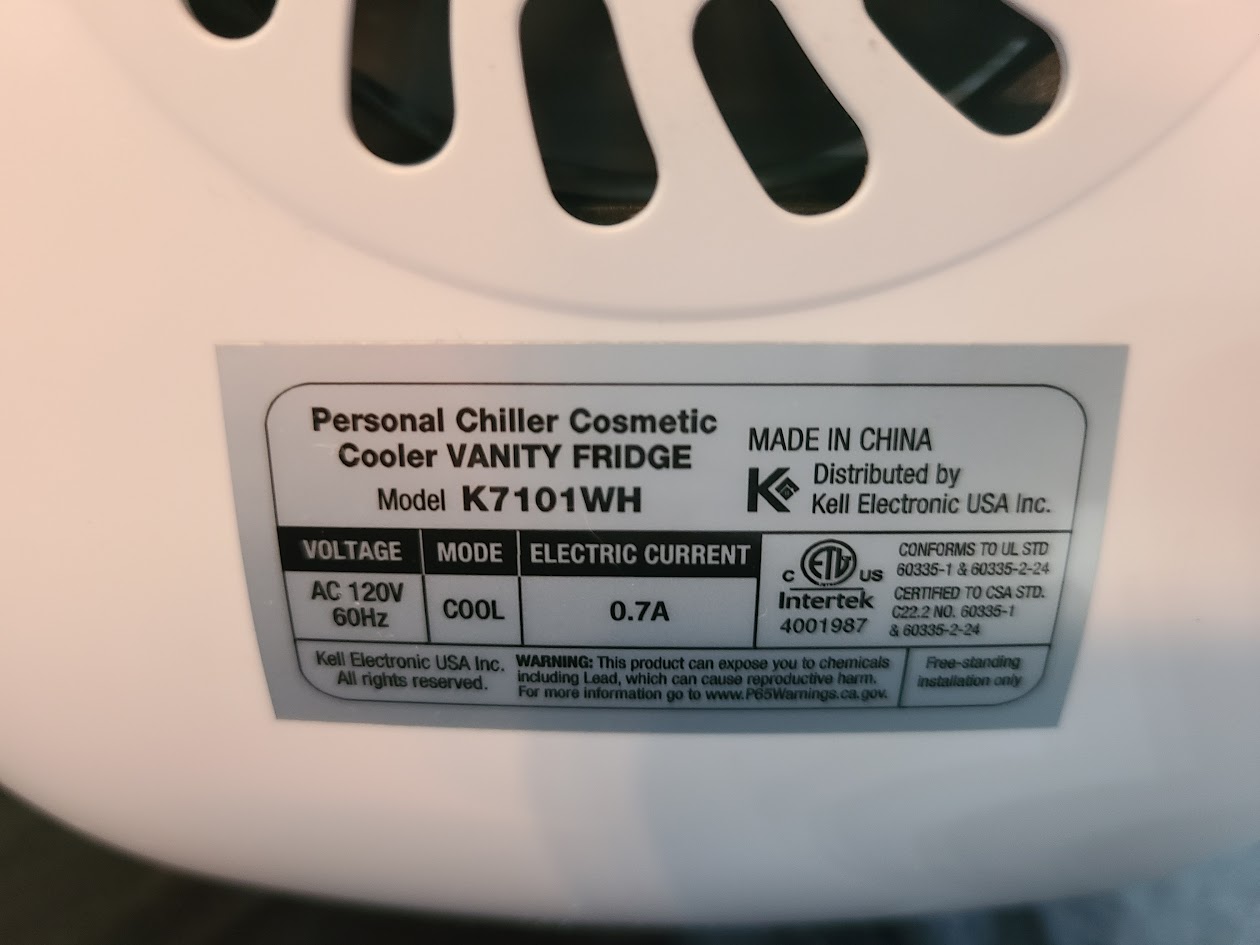 Personal Chiller Cosmetic
Cooler VANITY FRIDGE
Model K7101WH
MADE IN CHINA
K
Distributed by
Kell Electronic USA Inc.
VOLTAGE
AC 120V
60Hz
MODE
COOL
ELECTRIC CURRENT
0.7A
C ETL US
Intertek
4001987
CONFORMS TO UL STD
60335-1 & 60335-2-24
CERTIFIED TO CSA STD.
C22.2 NO. 60335-1
& 60335-2-24
Kell Electronic USA Inc.
All rights reserved.
WARNING: This product can expose you to chemicals
including Lead, which can cause reproductive harm.
For more information go to www.P65Warnings.ca.gov.
Free-standing
installation only